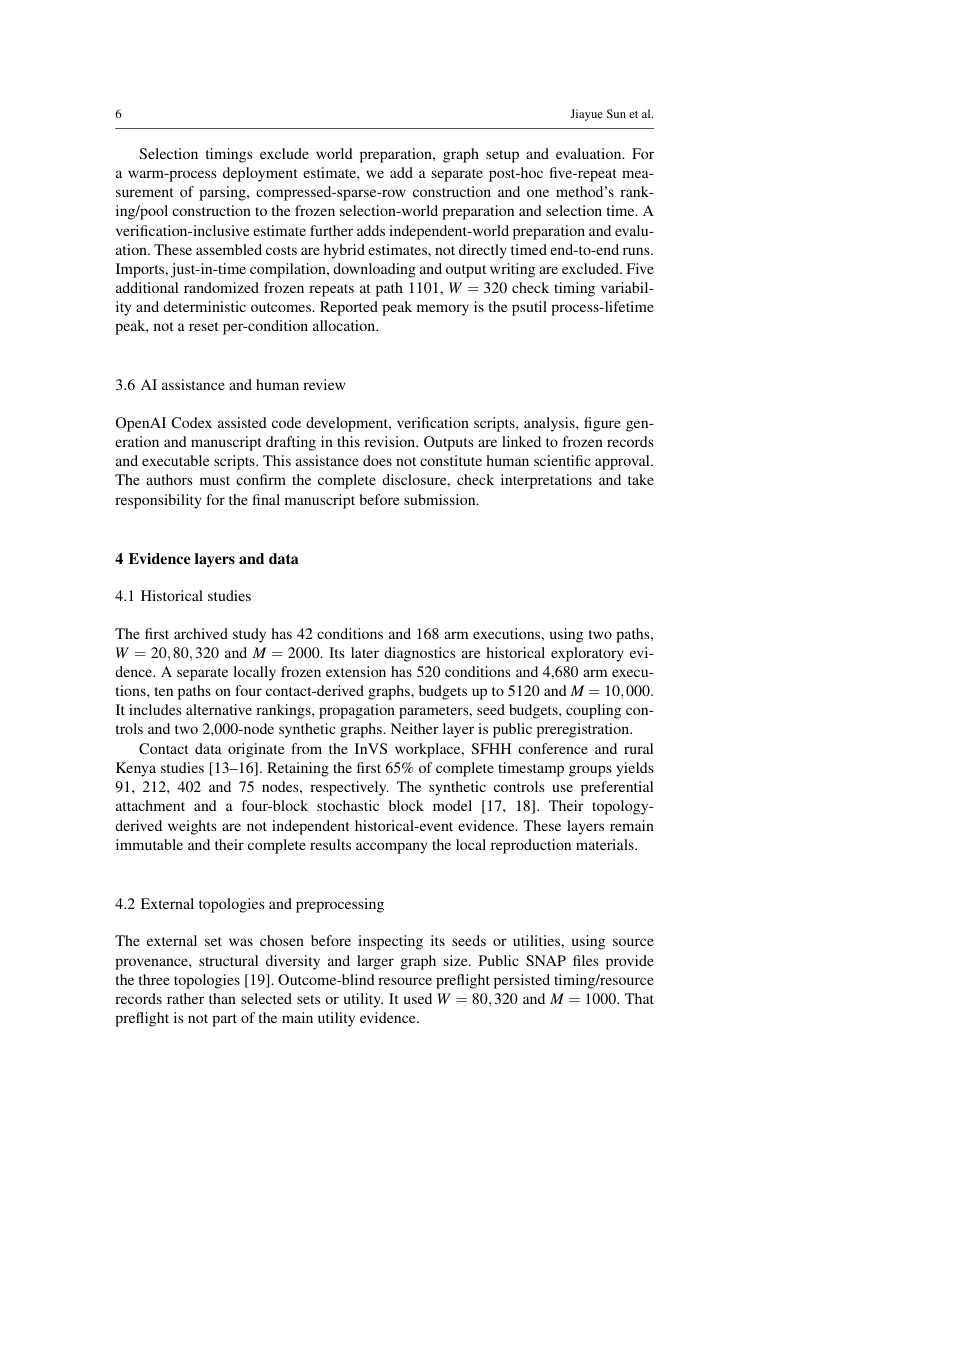 6
Jiayue Sun et al.
Selection timings exclude world preparation, graph setup and evaluation. For
a warm-process deployment estimate, we add a separate post-hoc five-repeat mea-
surement of parsing, compressed-sparse-row construction and one method's rank-
ing/pool construction to the frozen selection-world preparation and selection time. A
verification-inclusive estimate further adds independent-world preparation and evalu-
ation. These assembled costs are hybrid estimates, not directly timed end-to-end runs.
Imports, just-in-time compilation, downloading and output writing are excluded. Five
additional randomized frozen repeats at path 1101, W = 320 check timing variabil-
ity and deterministic outcomes. Reported peak memory is the psutil process-lifetime
peak, not a reset per-condition allocation.
3.6 AI assistance and human review
OpenAI Codex assisted code development, verification scripts, analysis, figure gen-
eration and manuscript drafting in this revision. Outputs are linked to frozen records
and executable scripts. This assistance does not constitute human scientific approval.
The authors must confirm the complete disclosure, check interpretations and take
responsibility for the final manuscript before submission.
4 Evidence layers and data
4.1 Historical studies
The first archived study has 42 conditions and 168 arm executions, using two paths,
W = 20,80,320 and M = 2000. Its later diagnostics are historical exploratory evi-
dence. A separate locally frozen extension has 520 conditions and 4,680 arm execu-
tions, ten paths on four contact-derived graphs, budgets up to 5120 and M = 10,000.
It includes alternative rankings, propagation parameters, seed budgets, coupling con-
trols and two 2,000-node synthetic graphs. Neither layer is public preregistration.
Contact data originate from the InVS workplace, SFHH conference and rural
Kenya studies [13–16]. Retaining the first 65% of complete timestamp groups yields
91, 212, 402 and 75 nodes, respectively. The synthetic controls use preferential
attachment and a four-block stochastic block model [17, 18]. Their topology-
derived weights are not independent historical-event evidence. These layers remain
immutable and their complete results accompany the local reproduction materials.
4.2 External topologies and preprocessing
The external set was chosen before inspecting its seeds or utilities, using source
provenance, structural diversity and larger graph size. Public SNAP files provide
the three topologies [19]. Outcome-blind resource preflight persisted timing/resource
records rather than selected sets or utility. It used W = 80,320 and M = 1000. That
preflight is not part of the main utility evidence.